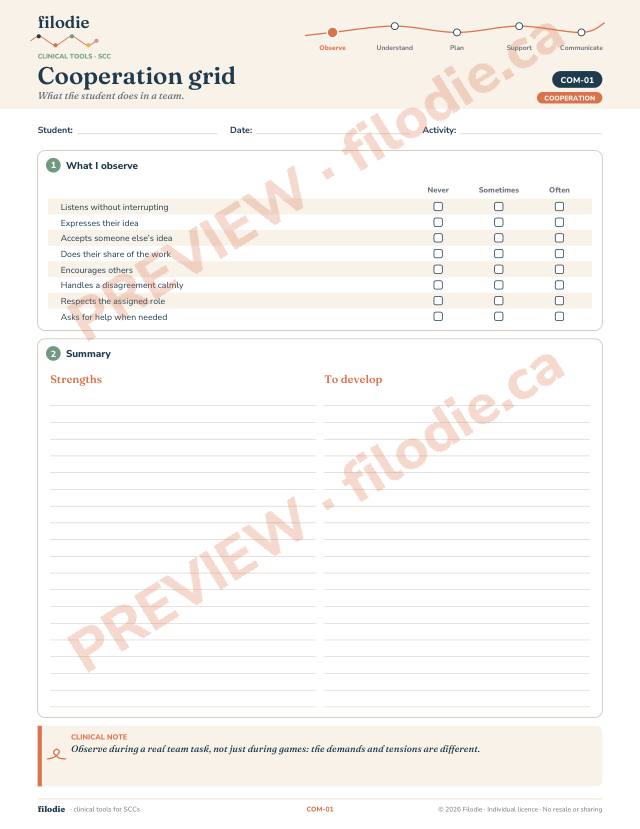 filodie
CLINICAL TOOLS · SCC
Observe Understand Plan Support Communicate
Cooperation grid
What the student does in a team.
COM-01
COOPERATION
Student: Date: Activity:
1 What I observe
Never Sometimes Often
Listens without interrupting
Expresses their idea
Accepts someone else's idea
Does their share of the work
Encourages others
Handles a disagreement calmly
Respects the assigned role
Asks for help when needed
PREVIEW · filodie.ca
2 Summary
Strengths To develop
PREVIEW · filodie.ca
CLINICAL NOTE
Observe during a real team task, not just during games: the demands and tensions are different.
filodie · clinical tools for SCCs COM-01 © 2026 Filodie · Individual licence · No resale or sharing